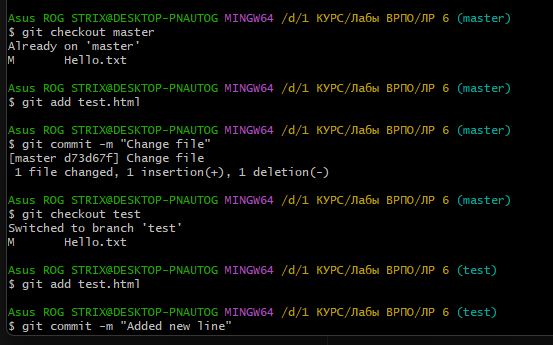 Asus ROG STRIX@DESKTOP-PNAUTOG MINGW64 /d/1 КУРС/Лабы ВРПО/ЛР 6 (master)
$ git checkout master
Already on 'master'
M       Hello.txt
Asus ROG STRIX@DESKTOP-PNAUTOG MINGW64 /d/1 КУРС/Лабы ВРПО/ЛР 6 (master)
$ git add test.html
Asus ROG STRIX@DESKTOP-PNAUTOG MINGW64 /d/1 КУРС/Лабы ВРПО/ЛР 6 (master)
$ git commit -m "Change file"
[master d73d67f] Change file
 1 file changed, 1 insertion(+), 1 deletion(-)
Asus ROG STRIX@DESKTOP-PNAUTOG MINGW64 /d/1 КУРС/Лабы ВРПО/ЛР 6 (master)
$ git checkout test
Switched to branch 'test'
M       Hello.txt
Asus ROG STRIX@DESKTOP-PNAUTOG MINGW64 /d/1 КУРС/Лабы ВРПО/ЛР 6 (test)
$ git add test.html
Asus ROG STRIX@DESKTOP-PNAUTOG MINGW64 /d/1 КУРС/Лабы ВРПО/ЛР 6 (test)
$ git commit -m "Added new line"